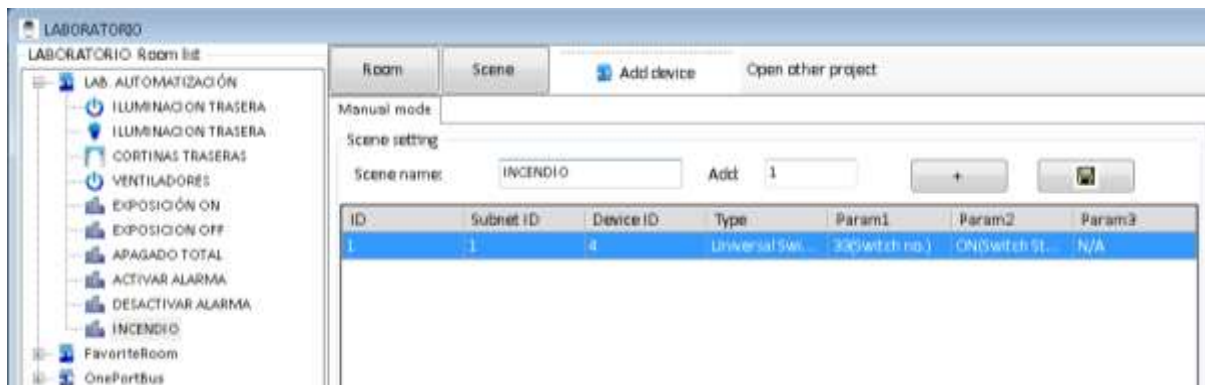 LABORATORIO
LABORATORIO Room list
LAB. AUTOMATIZACIÓN
ILUMINACION TRASERA
ILUMINACION TRASERA
CORTINAS TRASERAS
VENTILADORES
EXPOSICIÓN ON
EXPOSICION OFF
APAGADO TOTAL
ACTIVAR ALARMA
DESACTIVAR ALARMA
INCENDIO
FavoriteRoom
OnePortBus
Room Scene Add device Open other project
Manual mode
Scene setting
Scene name: INCENDIO Add: 1 +
ID Subnet ID Device ID Type Param1 Param2 Param3
1 1 4 Universal Swi... 33(Switch no.) ON(Switch St... N/A